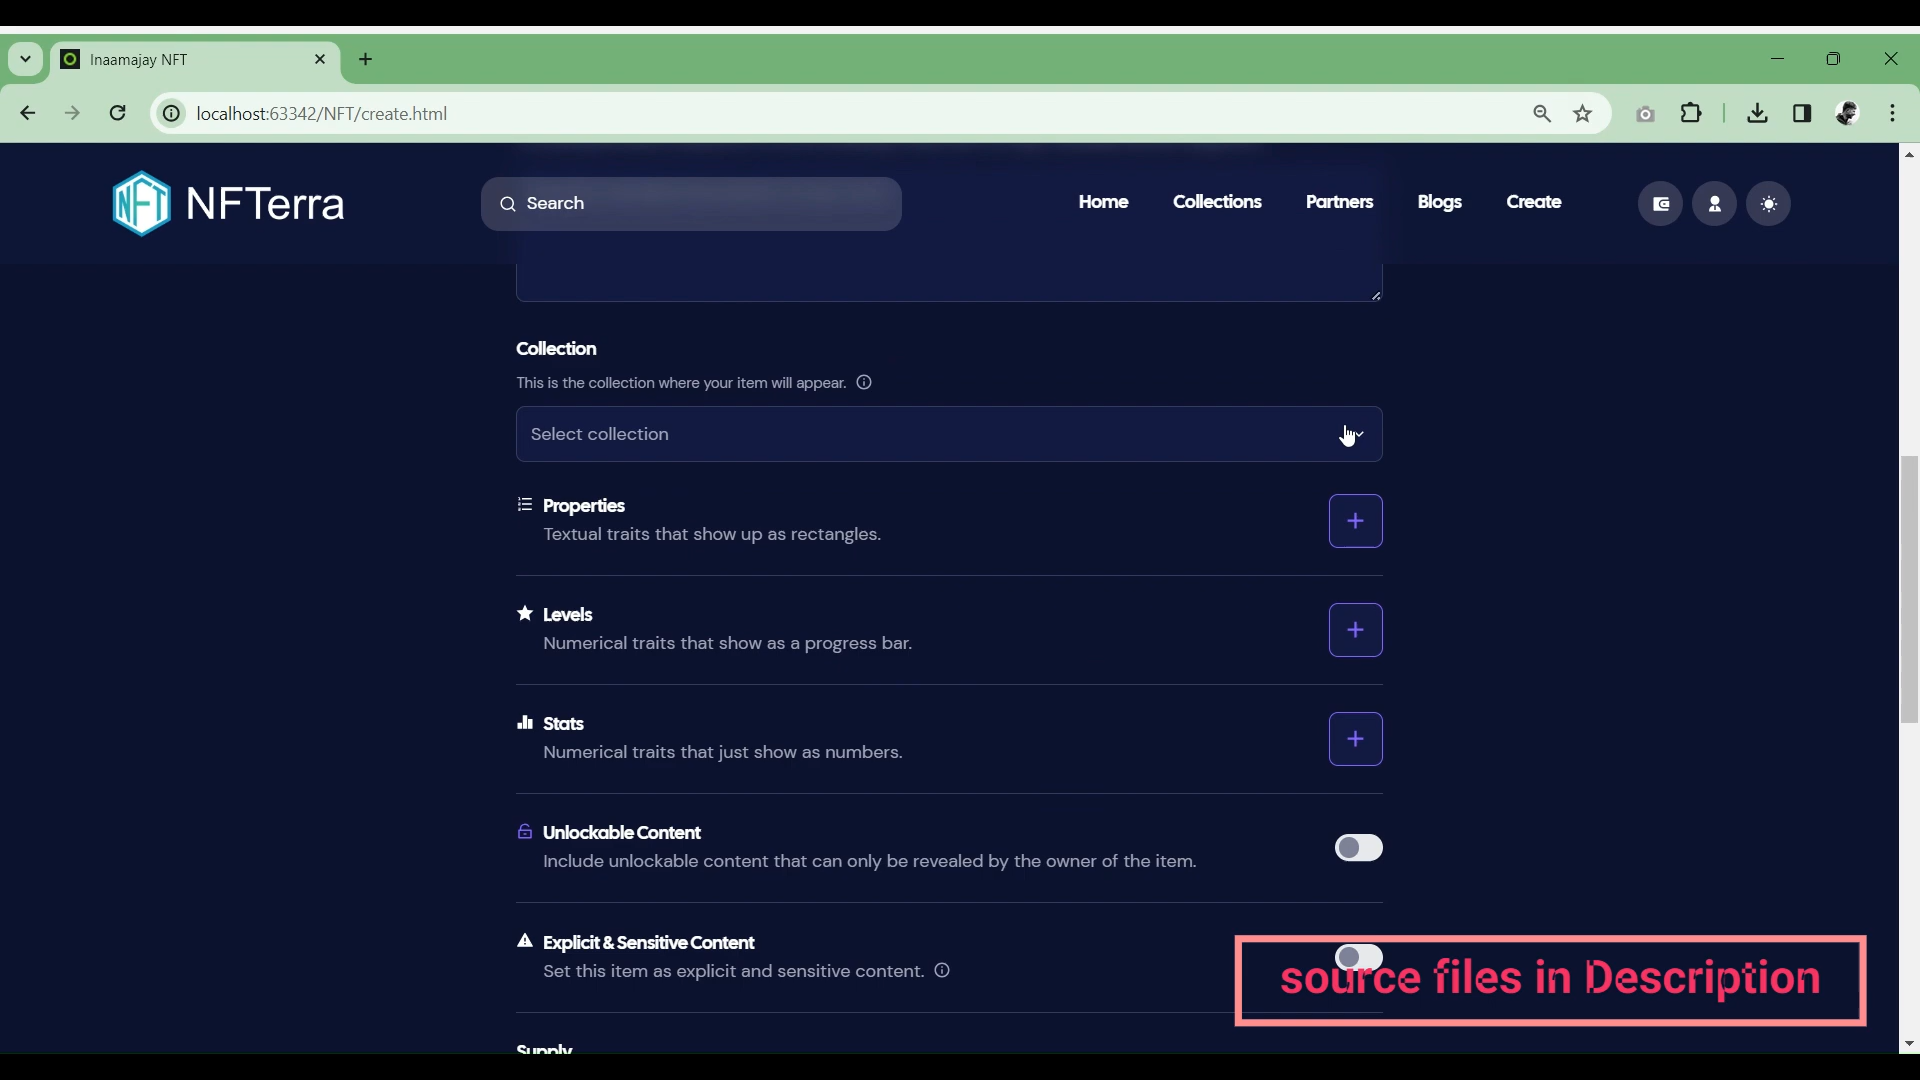 Inaamajay NFT
localhost:63342/NFT/create.html
NFT NFTerra
Search
Home
Collections
Partners
Blogs
Create
Collection
This is the collection where your item will appear.
Select collection
Properties
Textual traits that show up as rectangles.
Levels
Numerical traits that show as a progress bar.
Stats
Numerical traits that just show as numbers.
Unlockable Content
Include unlockable content that can only be revealed by the owner of the item.
Explicit & Sensitive Content
Set this item as explicit and sensitive content.
source files in Description
Supply